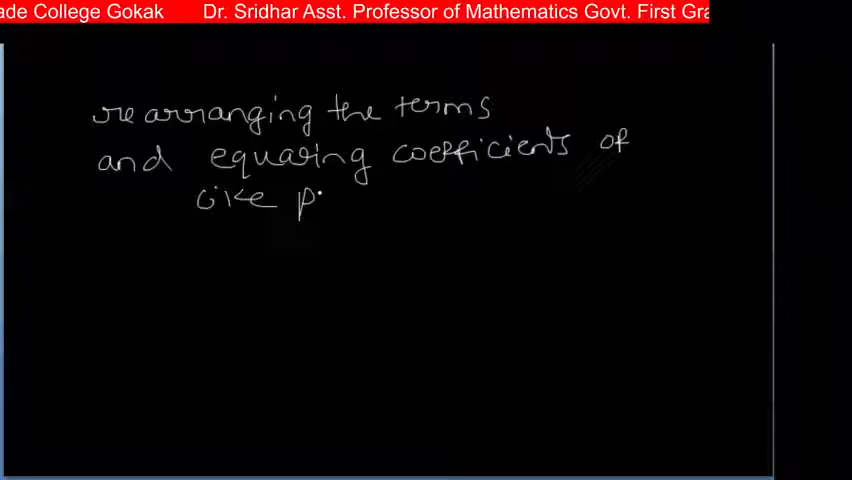 ade College Gokak Dr. Sridhar Asst. Professor of Mathematics Govt. First Gra
rearranging the terms
and equating coefficients of
like p